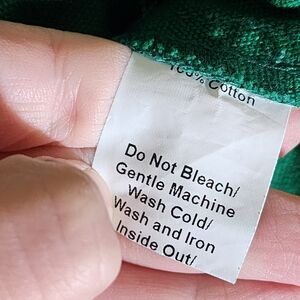 100% Cotton
Do Not Bleach/
Gentle Machine
Wash Cold/
Wash and Iron
Inside Out/